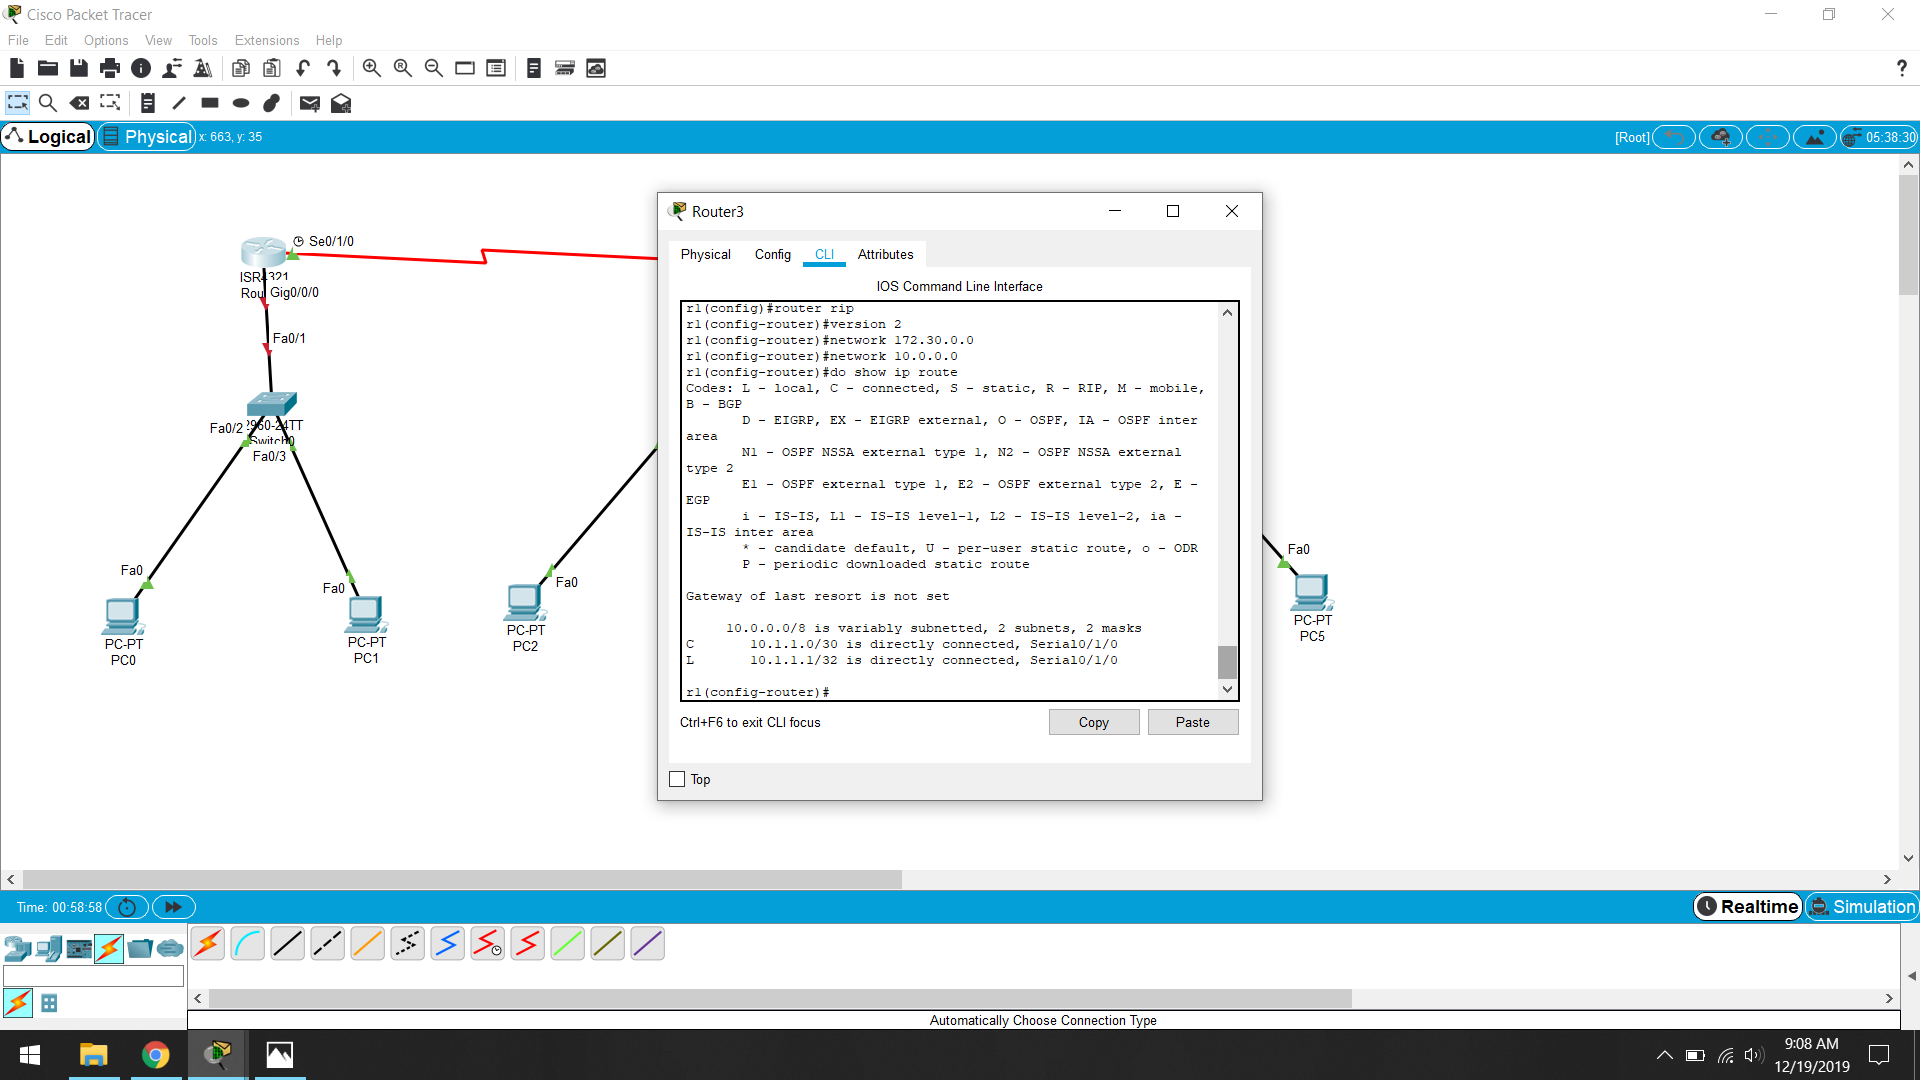 Cisco Packet Tracer
File Edit Options View Tools Extensions Help
?
Logical Physical x: 663, y: 35
[Root] 05:38:30
Se0/1/0
ISR4321
Rou Gig0/0/0
Fa0/1
Fa0/2 2960-24TT
Switch0
Fa0/3
Fa0
PC-PT
PC0
Fa0
PC-PT
PC1
Fa0
PC-PT
PC2
Fa0
PC-PT
PC5
Router3
Physical Config CLI Attributes
IOS Command Line Interface
r1(config)#router rip
r1(config-router)#version 2
r1(config-router)#network 172.30.0.0
r1(config-router)#network 10.0.0.0
r1(config-router)#do show ip route
Codes: L - local, C - connected, S - static, R - RIP, M - mobile,
B - BGP
D - EIGRP, EX - EIGRP external, O - OSPF, IA - OSPF inter
area
N1 - OSPF NSSA external type 1, N2 - OSPF NSSA external
type 2
E1 - OSPF external type 1, E2 - OSPF external type 2, E -
EGP
i - IS-IS, L1 - IS-IS level-1, L2 - IS-IS level-2, ia -
IS-IS inter area
* - candidate default, U - per-user static route, o - ODR
P - periodic downloaded static route
Gateway of last resort is not set
10.0.0.0/8 is variably subnetted, 2 subnets, 2 masks
C 10.1.1.0/30 is directly connected, Serial0/1/0
L 10.1.1.1/32 is directly connected, Serial0/1/0
r1(config-router)#
Ctrl+F6 to exit CLI focus
Copy Paste
Top
Time: 00:58:58
Realtime Simulation
Automatically Choose Connection Type
9:08 AM
12/19/2019